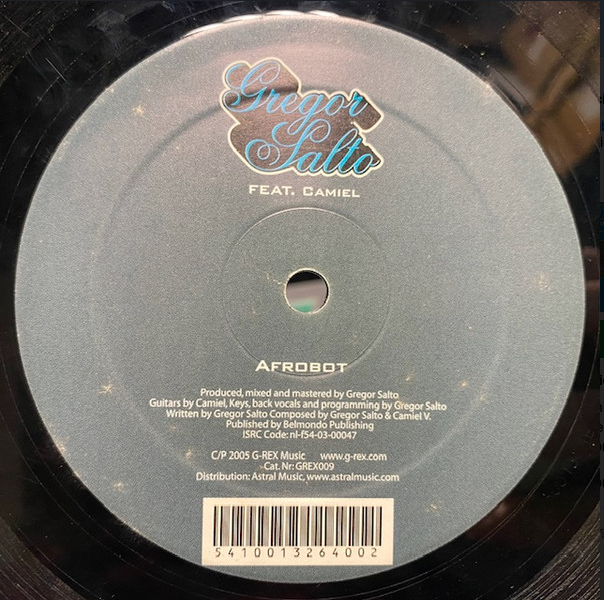 Gregor
Salto
FEAT. CAMIEL
AFROBOT
Produced, mixed and mastered by Gregor Salto
Guitars by Camiel, Keys, back vocals and programming by Gregor Salto
Written by Gregor Salto Composed by Gregor Salto & Camiel V.
Published by Belmondo Publishing
ISRC Code: nl-f54-03-00047
C/P 2005 G-REX Music www.g-rex.com
Cat. Nr: GREX009
Distribution: Astral Music, www.astralmusic.com
5410013264002